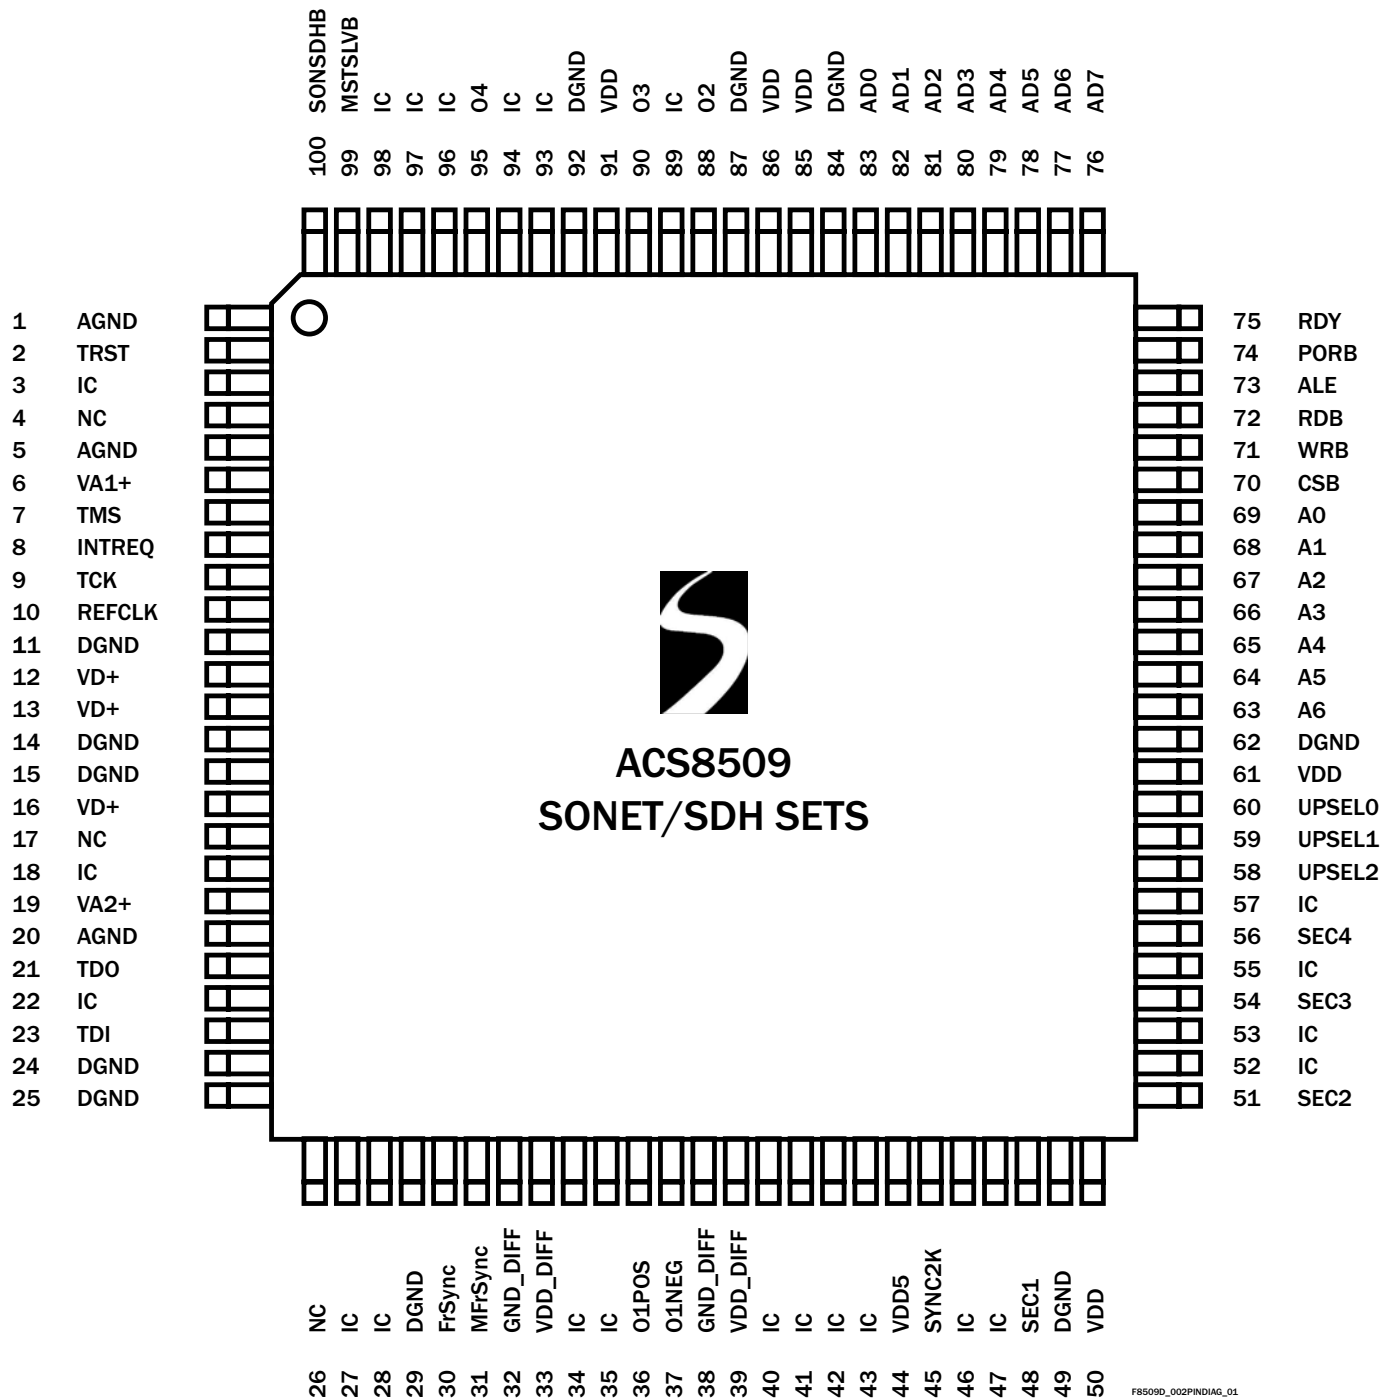 100 SONSDHB
99 MSTSLVB
98 IC
97 IC
96 IC
95 O4
94 IC
93 IC
92 DGND
91 VDD
90 O3
89 IC
88 O2
87 DGND
86 VDD
85 VDD
84 DGND
83 AD0
82 AD1
81 AD2
80 AD3
79 AD4
78 AD5
77 AD6
76 AD7
1 AGND
2 TRST
3 IC
4 NC
5 AGND
6 VA1+
7 TMS
8 INTREQ
9 TCK
10 REFCLK
11 DGND
12 VD+
13 VD+
14 DGND
15 DGND
16 VD+
17 NC
18 IC
19 VA2+
20 AGND
21 TDO
22 IC
23 TDI
24 DGND
25 DGND
ACS8509
SONET/SDH SETS
75 RDY
74 PORB
73 ALE
72 RDB
71 WRB
70 CSB
69 A0
68 A1
67 A2
66 A3
65 A4
64 A5
63 A6
62 DGND
61 VDD
60 UPSEL0
59 UPSEL1
58 UPSEL2
57 IC
56 SEC4
55 IC
54 SEC3
53 IC
52 IC
51 SEC2
26 NC
27 IC
28 IC
29 DGND
30 FrSync
31 MFrSync
32 GND_DIFF
33 VDD_DIFF
34 IC
35 IC
36 O1POS
37 O1NEG
38 GND_DIFF
39 VDD_DIFF
40 IC
41 IC
42 IC
43 IC
44 VDD5
45 SYNC2K
46 IC
47 IC
48 SEC1
49 DGND
50 VDD
F8509D_002PINDIAG_01